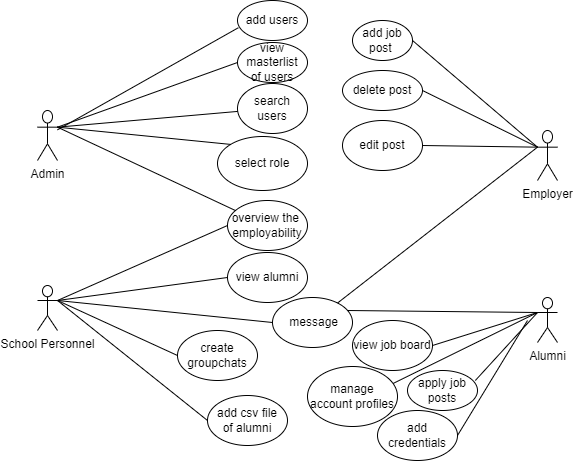 add users
view
masterlist
of users
search
users
select role
Admin
overview the
employability
view alumni
message
create
groupchats
add csv file
of alumni
School Personnel
add job
post
delete post
edit post
Employer
view job board
manage
account profiles
apply job
posts
add
credentials
Alumni